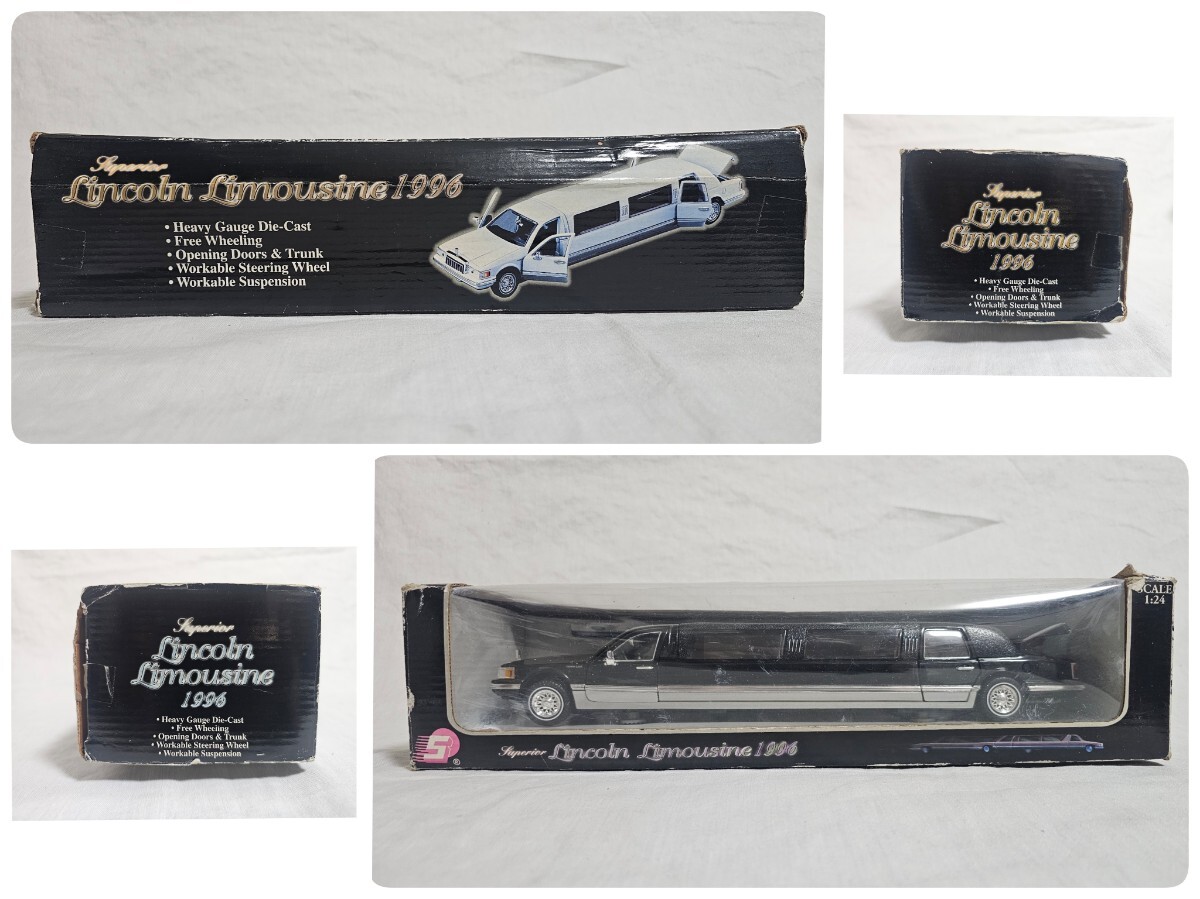 Superior
Lincoln Limousine 1996
• Heavy Gauge Die-Cast
• Free Wheeling
• Opening Doors & Trunk
• Workable Steering Wheel
• Workable Suspension
Superior
Lincoln
Limousine
1996
• Heavy Gauge Die-Cast
• Free Wheeling
• Opening Doors & Trunk
• Workable Steering Wheel
• Workable Suspension
Superior
Lincoln
Limousine
1996
• Heavy Gauge Die-Cast
• Free Wheeling
• Opening Doors & Trunk
• Workable Steering Wheel
• Workable Suspension
SCALE
1:24
S®
Superior Lincoln Limousine 1996